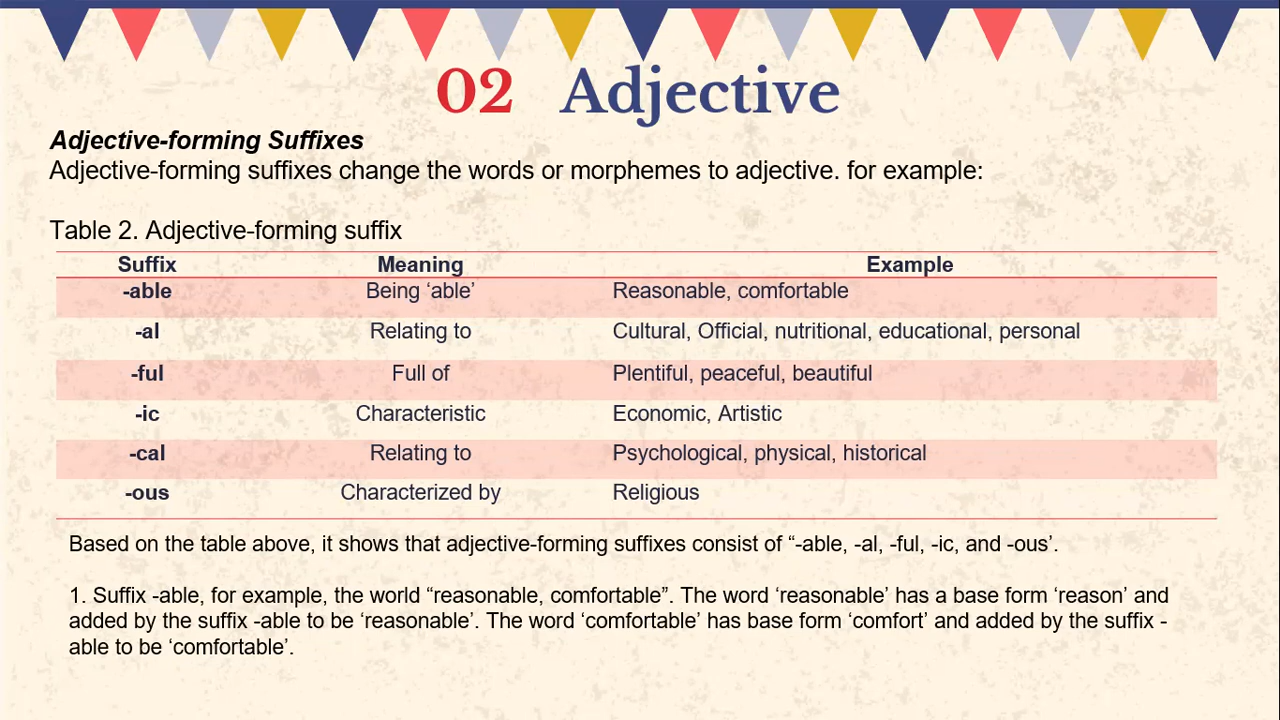 02 Adjective
Adjective-forming Suffixes
Adjective-forming suffixes change the words or morphemes to adjective. for example:
Table 2. Adjective-forming suffix
Suffix Meaning Example
-able Being ‘able’ Reasonable, comfortable
-al Relating to Cultural, Official, nutritional, educational, personal
-ful Full of Plentiful, peaceful, beautiful
-ic Characteristic Economic, Artistic
-cal Relating to Psychological, physical, historical
-ous Characterized by Religious
Based on the table above, it shows that adjective-forming suffixes consist of “-able, -al, -ful, -ic, and -ous’.
1. Suffix -able, for example, the world “reasonable, comfortable”. The word ‘reasonable’ has a base form ‘reason’ and
added by the suffix -able to be ‘reasonable’. The word ‘comfortable’ has base form ‘comfort’ and added by the suffix -
able to be ‘comfortable’.